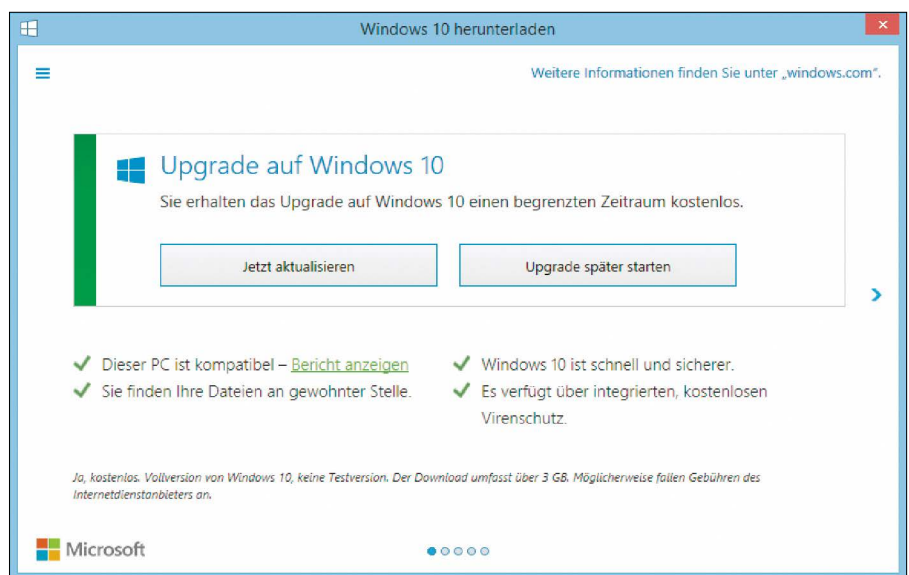 Windows 10 herunterladen
Weitere Informationen finden Sie unter „windows.com“.
Upgrade auf Windows 10
Sie erhalten das Upgrade auf Windows 10 einen begrenzten Zeitraum kostenlos.
Jetzt aktualisieren
Upgrade später starten
Dieser PC ist kompatibel – Bericht anzeigen
Sie finden Ihre Dateien an gewohnter Stelle.
Windows 10 ist schnell und sicherer.
Es verfügt über integrierten, kostenlosen
Virenschutz.
Ja, kostenlos. Vollversion von Windows 10, keine Testversion. Der Download umfasst über 3 GB. Möglicherweise fallen Gebühren des
Internetdienstanbieters an.
Microsoft